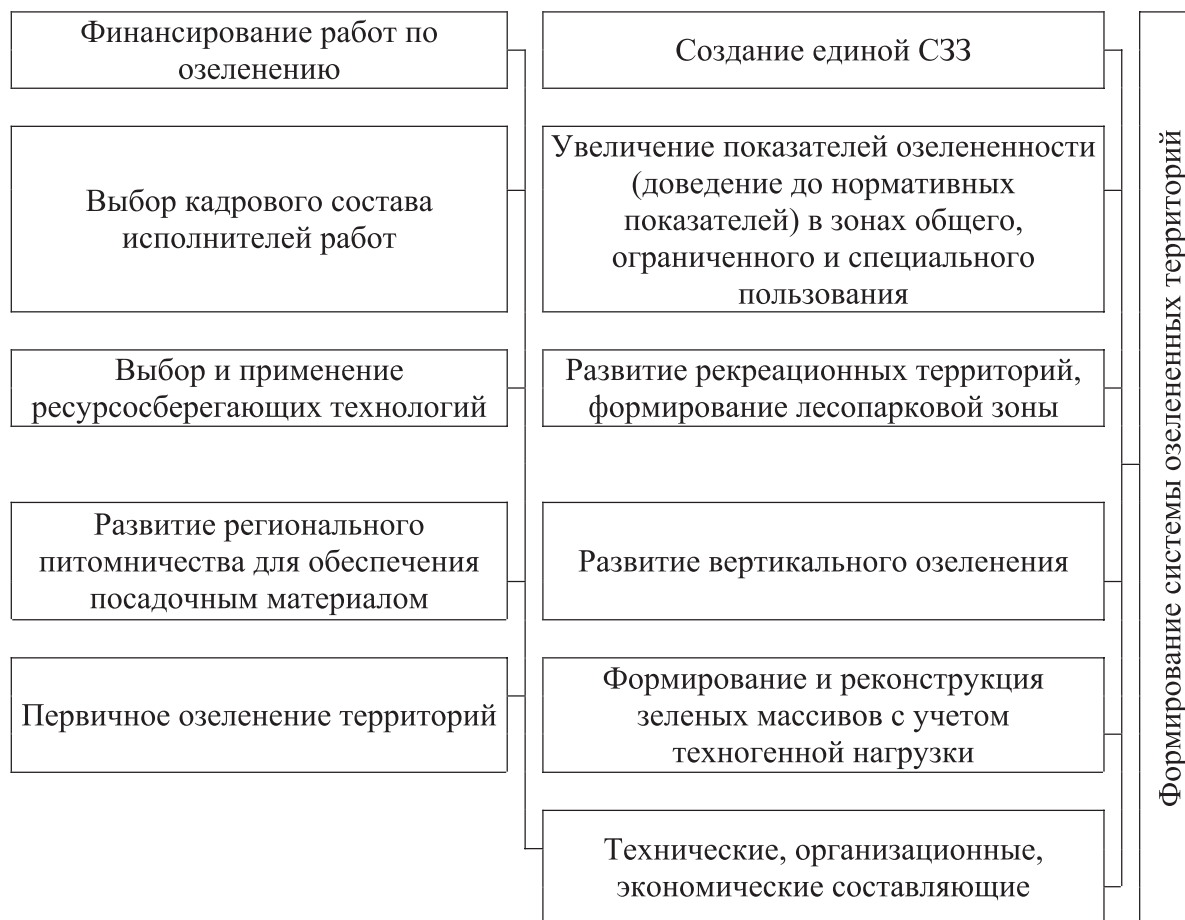 Финансирование работ по
озеленению
Создание единой СЗЗ
Выбор кадрового состава
исполнителей работ
Увеличение показателей озелененности
(доведение до нормативных
показателей) в зонах общего,
ограниченного и специального
пользования
Выбор и применение
ресурсосберегающих технологий
Развитие рекреационных территорий,
формирование лесопарковой зоны
Развитие регионального
питомничества для обеспечения
посадочным материалом
Развитие вертикального озеленения
Первичное озеленение территорий
Формирование и реконструкция
зеленых массивов с учетом
техногенной нагрузки
Технические, организационные,
экономические составляющие
Формирование системы озелененных территорий